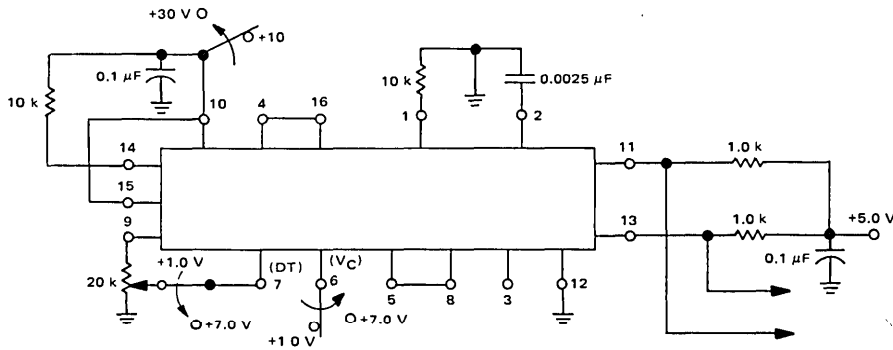 +30 V
+10
0.1 μF
10 k
10
4
16
10 k
0.0025 μF
1
2
14
15
9
11
1.0 k
13
1.0 k
+5.0 V
0.1 μF
+1.0 V
20 k
(DT)
7
(VC)
6
5
8
3
12
+7.0 V
+7.0 V
+1.0 V